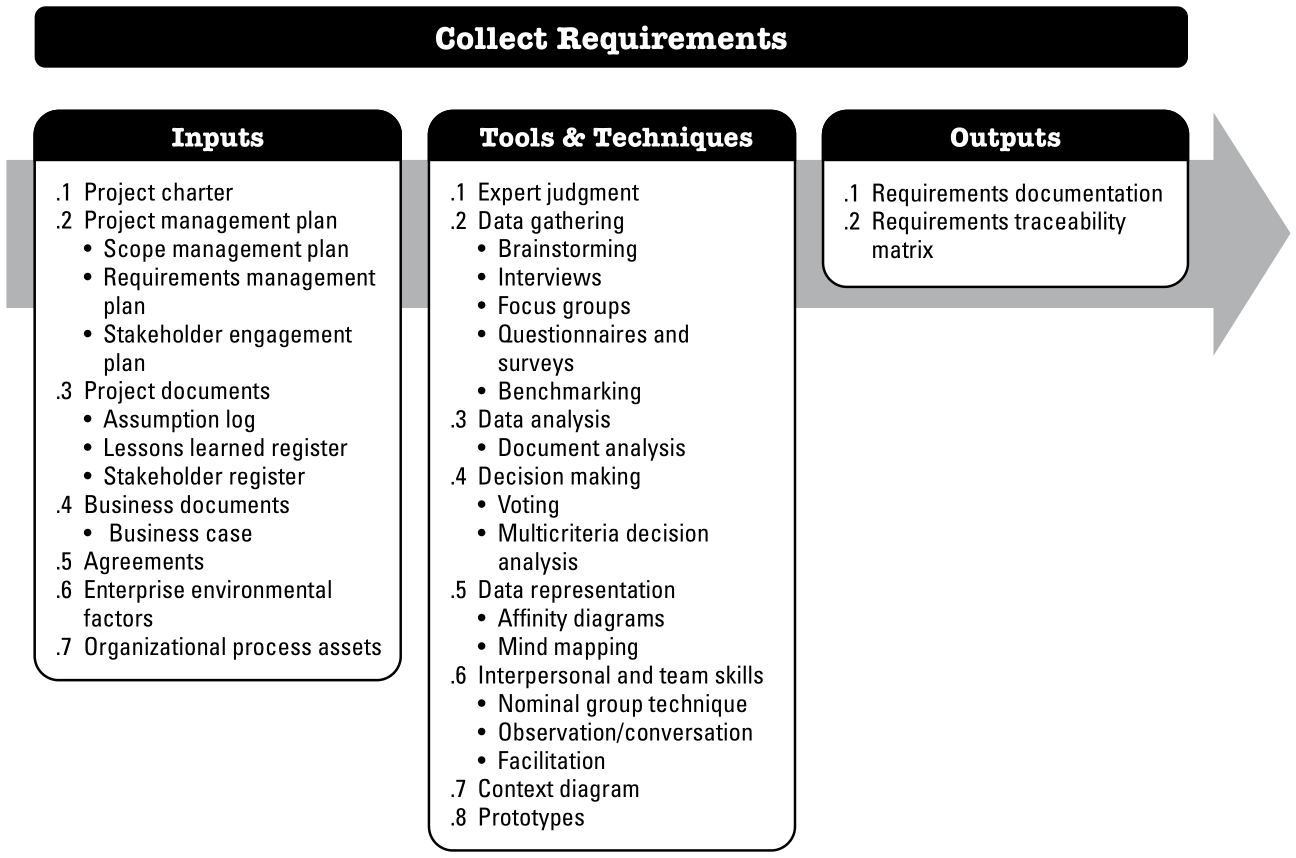 Collect Requirements
Inputs
.1 Project charter
.2 Project management plan
• Scope management plan
• Requirements management
plan
• Stakeholder engagement
plan
.3 Project documents
• Assumption log
• Lessons learned register
• Stakeholder register
.4 Business documents
• Business case
.5 Agreements
.6 Enterprise environmental
factors
.7 Organizational process assets
Tools & Techniques
.1 Expert judgment
.2 Data gathering
• Brainstorming
• Interviews
• Focus groups
• Questionnaires and
surveys
• Benchmarking
.3 Data analysis
• Document analysis
.4 Decision making
• Voting
• Multicriteria decision
analysis
.5 Data representation
• Affinity diagrams
• Mind mapping
.6 Interpersonal and team skills
• Nominal group technique
• Observation/conversation
• Facilitation
.7 Context diagram
.8 Prototypes
Outputs
.1 Requirements documentation
.2 Requirements traceability
matrix